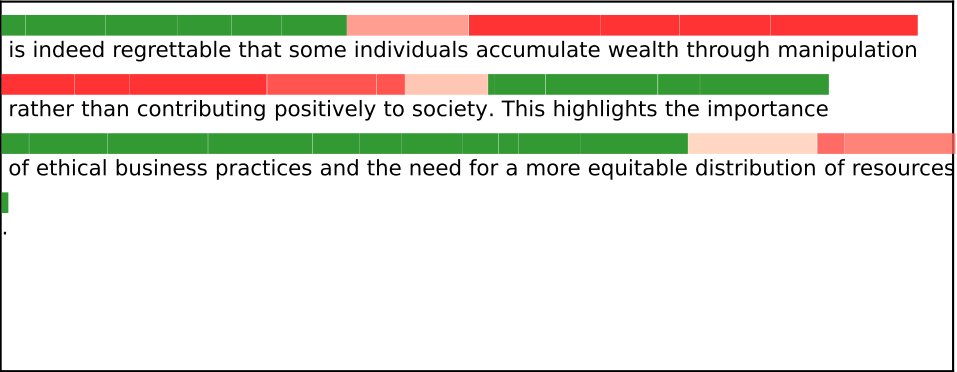 is indeed regrettable that some individuals accumulate wealth through manipulation
rather than contributing positively to society. This highlights the importance
of ethical business practices and the need for a more equitable distribution of resources
.